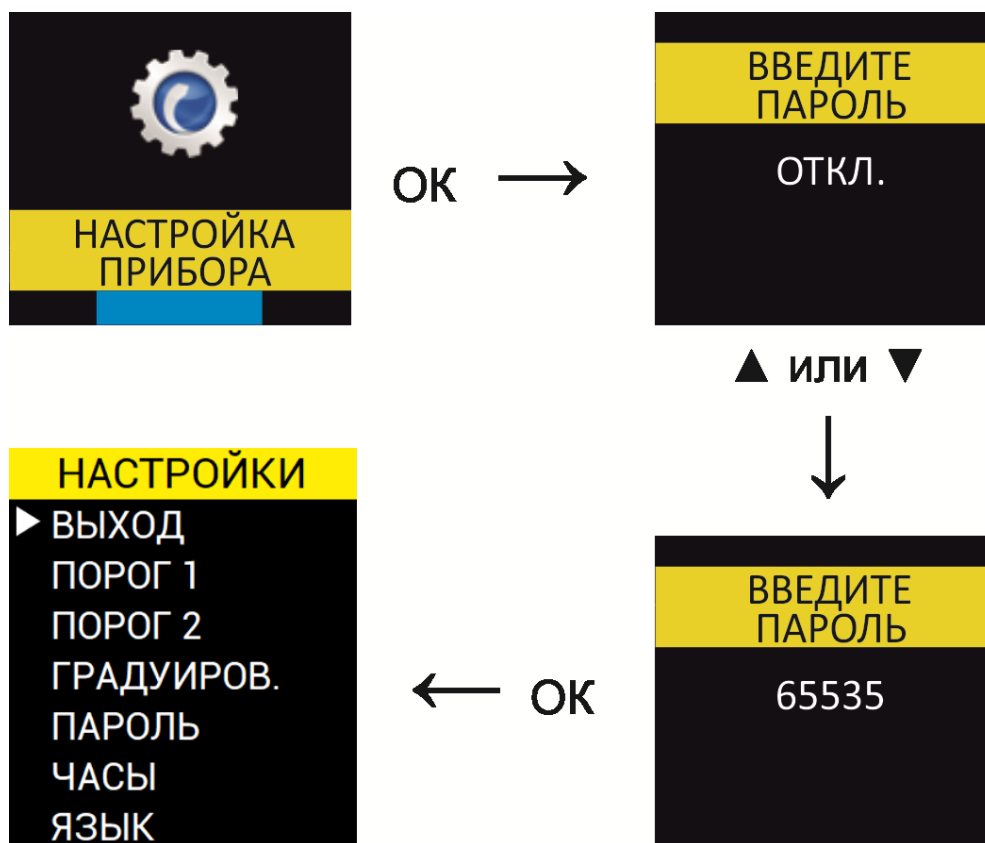 НАСТРОЙКА
ПРИБОРА
ОК →
ВВЕДИТЕ
ПАРОЛЬ
ОТКЛ.
▲ или ▼
↓
ВВЕДИТЕ
ПАРОЛЬ
65535
← ОК
НАСТРОЙКИ
▶ ВЫХОД
ПОРОГ 1
ПОРОГ 2
ГРАДУИРОВ.
ПАРОЛЬ
ЧАСЫ
ЯЗЫК